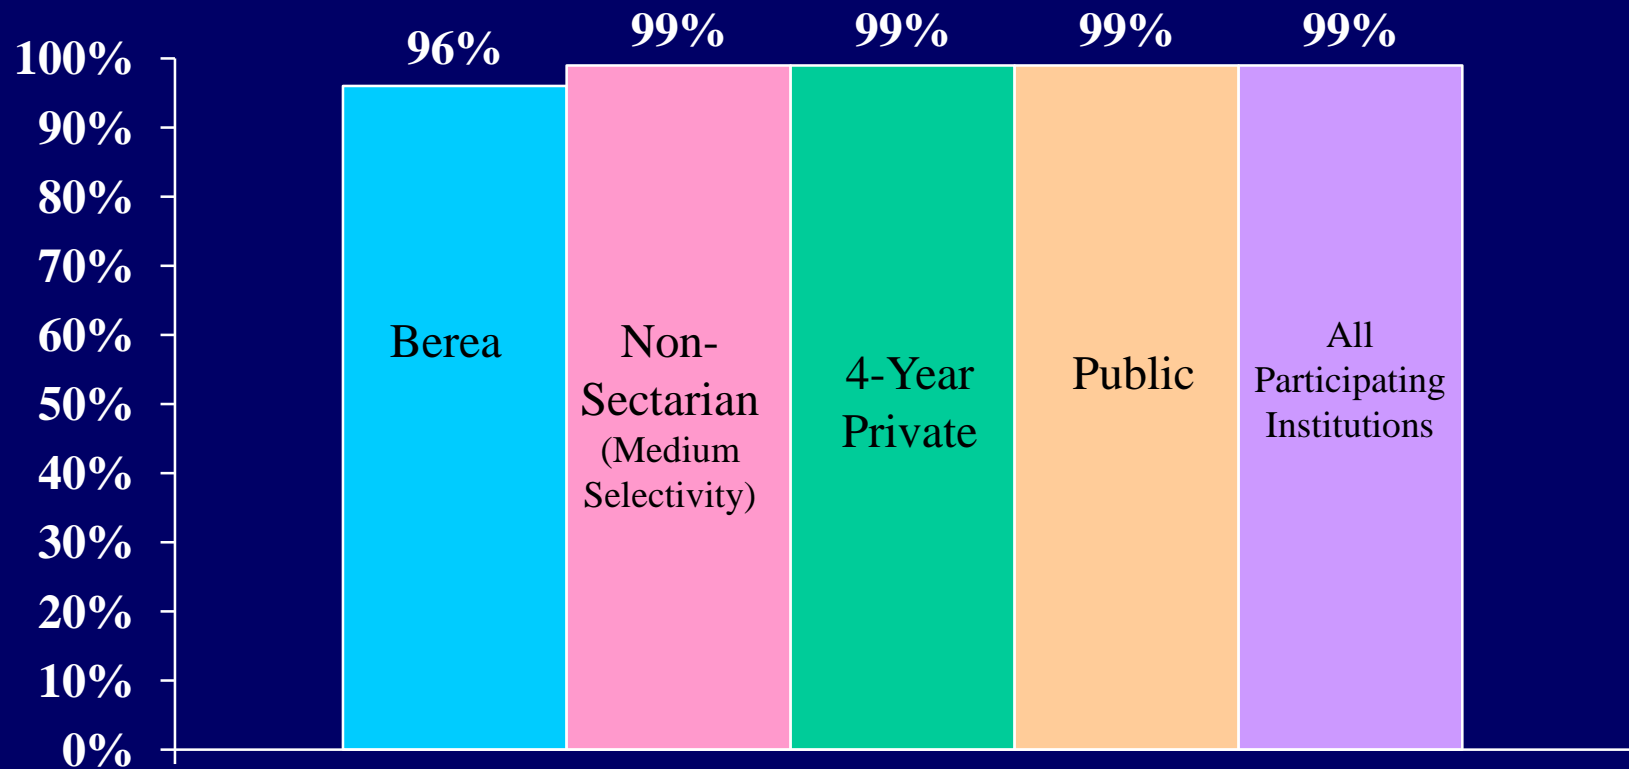 96%
99%
99%
99%
99%
100%
90%
80%
70%
60%
50%
40%
30%
20%
10%
0%
Berea
Non-
Sectarian
(Medium
Selectivity)
4-Year
Private
Public
All
Participating
Institutions